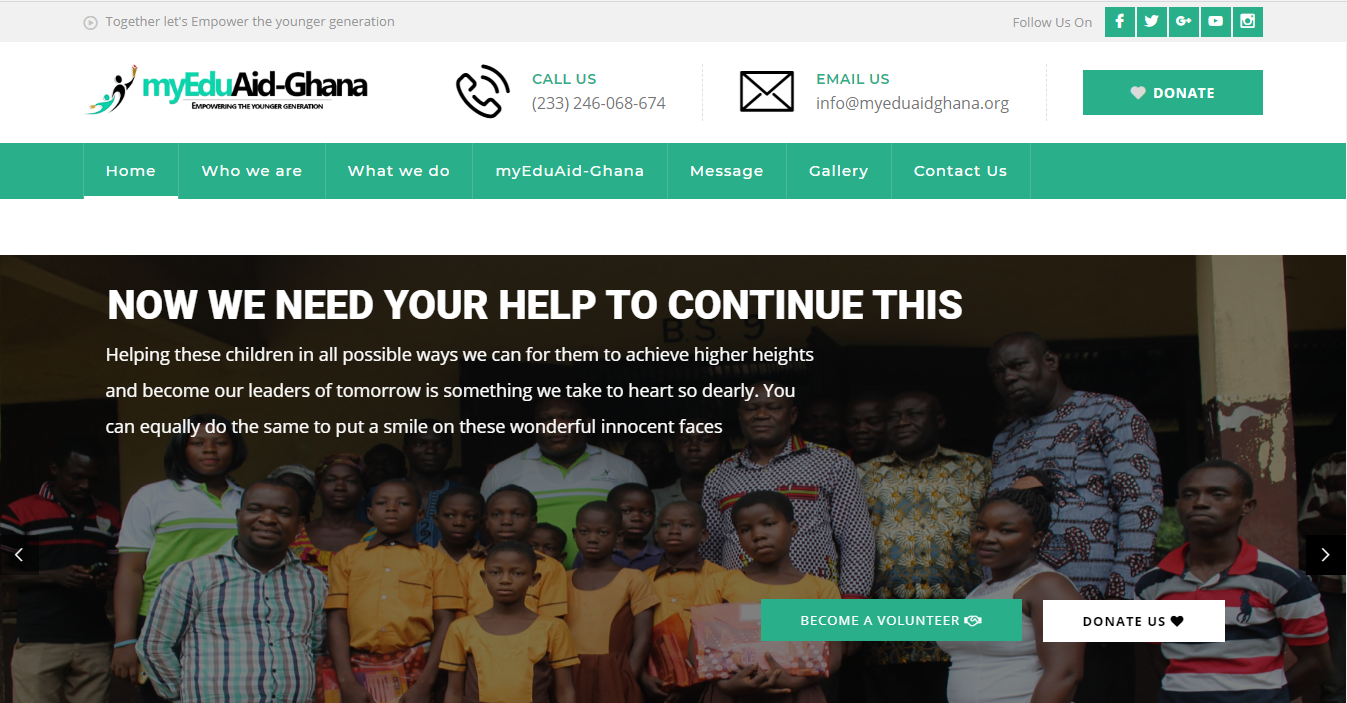 Together let's Empower the younger generation
Follow Us On
myEduAid-Ghana
EMPOWERING THE YOUNGER GENERATION
CALL US
(233) 246-068-674
EMAIL US
info@myeduaidghana.org
DONATE
Home
Who we are
What we do
myEduAid-Ghana
Message
Gallery
Contact Us
NOW WE NEED YOUR HELP TO CONTINUE THIS
B.S. 9
Helping these children in all possible ways we can for them to achieve higher heights
and become our leaders of tomorrow is something we take to heart so dearly. You
can equally do the same to put a smile on these wonderful innocent faces
BECOME A VOLUNTEER
DONATE US